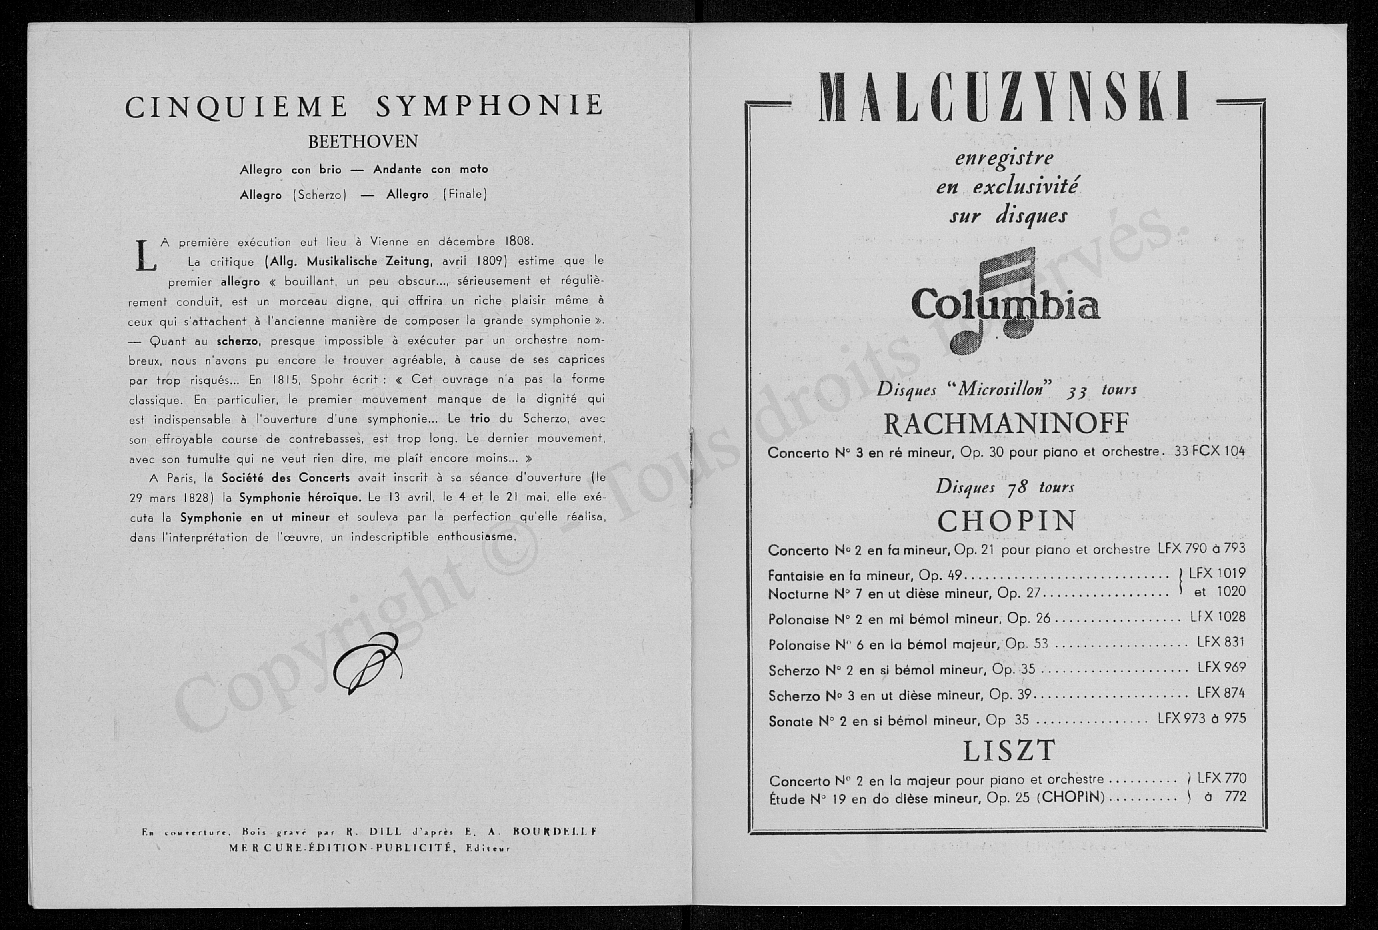 CINQUIEME SYMPHONIE
BEETHOVEN
Allegro con brio — Andante con moto
Allegro (Scherzo) — Allegro (Finale)
LA première exécution eut lieu à Vienne en décembre 1808.
La critique (Allg. Musikalische Zeitung, avril 1809) estime que le
premier allegro « bouillant, un peu obscur..., sérieusement et réguliè-
rement conduit, est un morceau digne, qui offrira un riche plaisir même à
ceux qui s'attachent à l'ancienne manière de composer la grande symphonie ».
— Quant au scherzo, presque impossible à exécuter par un orchestre nom-
breux, nous n'avons pu encore le trouver agréable, à cause de ses caprices
par trop risqués... En 1815, Spohr écrit : « Cet ouvrage n'a pas la forme
classique. En particulier, le premier mouvement manque de la dignité qui
est indispensable à l'ouverture d'une symphonie... Le trio du Scherzo, avec
son effroyable course de contrebasses, est trop long. Le dernier mouvement,
avec son tumulte qui ne veut rien dire, me plaît encore moins... »
A Paris, la Société des Concerts avait inscrit à sa séance d'ouverture (le
29 mars 1828) la Symphonie héroïque. Le 13 avril, le 4 et le 21 mai, elle exé-
cuta la Symphonie en ut mineur et souleva par la perfection qu'elle réalisa,
dans l'interprétation de l'œuvre, un indescriptible enthousiasme.
En couverture, Bois gravé par R. DILL d'après E. A. BOURDELLE
MERCURE-ÉDITION-PUBLICITÉ, Editeur
MALCUZYNSKI
enregistre
en exclusivité
sur disques
Columbia
Disques "Microsillon" 33 tours
RACHMANINOFF
Concerto N° 3 en ré mineur, Op. 30 pour piano et orchestre. 33 FCX 104
Disques 78 tours
CHOPIN
Concerto N° 2 en fa mineur, Op. 21 pour piano et orchestre LFX 790 à 793
Fantaisie en fa mineur, Op. 49............................ } LFX 1019
Nocturne N° 7 en ut dièse mineur, Op. 27.................. } et 1020
Polonaise N° 2 en mi bémol mineur, Op. 26 .................. LFX 1028
Polonaise N° 6 en la bémol majeur, Op. 53 ................... LFX 831
Scherzo N° 2 en si bémol mineur, Op. 35 ..................... LFX 969
Scherzo N° 3 en ut dièse mineur, Op. 39...................... LFX 874
Sonate N° 2 en si bémol mineur, Op 35 ................ LFX 973 à 975
LISZT
Concerto N° 2 en la majeur pour piano et orchestre .......... } LFX 770
Étude N° 19 en do dièse mineur, Op. 25 (CHOPIN).......... } à 772
Copyright © - Tous droits réservés.